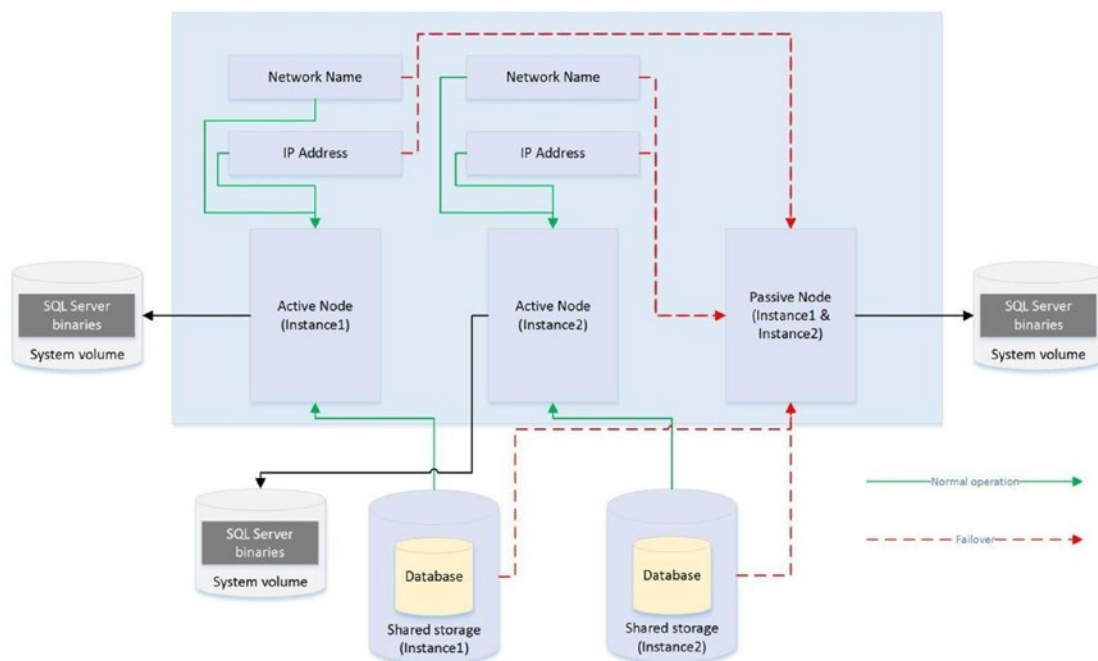 Network Name
Network Name
IP Address
IP Address
Active Node
(Instance1)
Active Node
(Instance2)
Passive Node
(Instance1 &
Instance2)
SQL Server
binaries
System volume
SQL Server
binaries
System volume
Normal operation
SQL Server
binaries
System volume
Failover
Database
Shared storage
(Instance1)
Database
Shared storage
(Instance2)